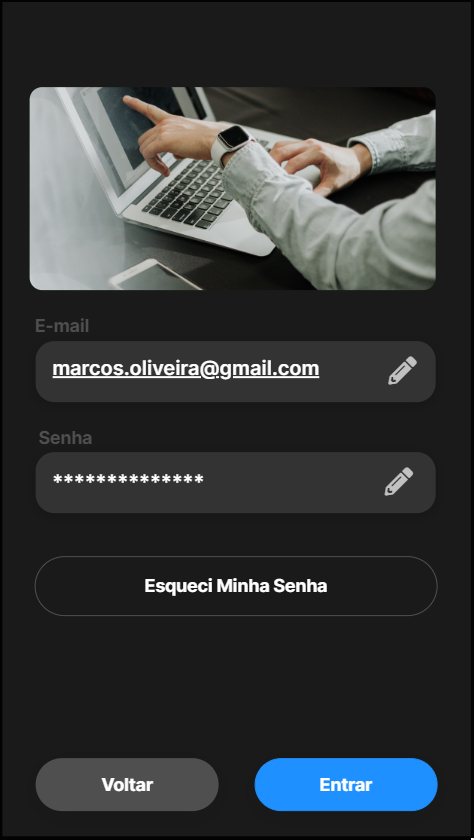 E-mail
marcos.oliveira@gmail.com
Senha
**************
Esqueci Minha Senha
Voltar
Entrar